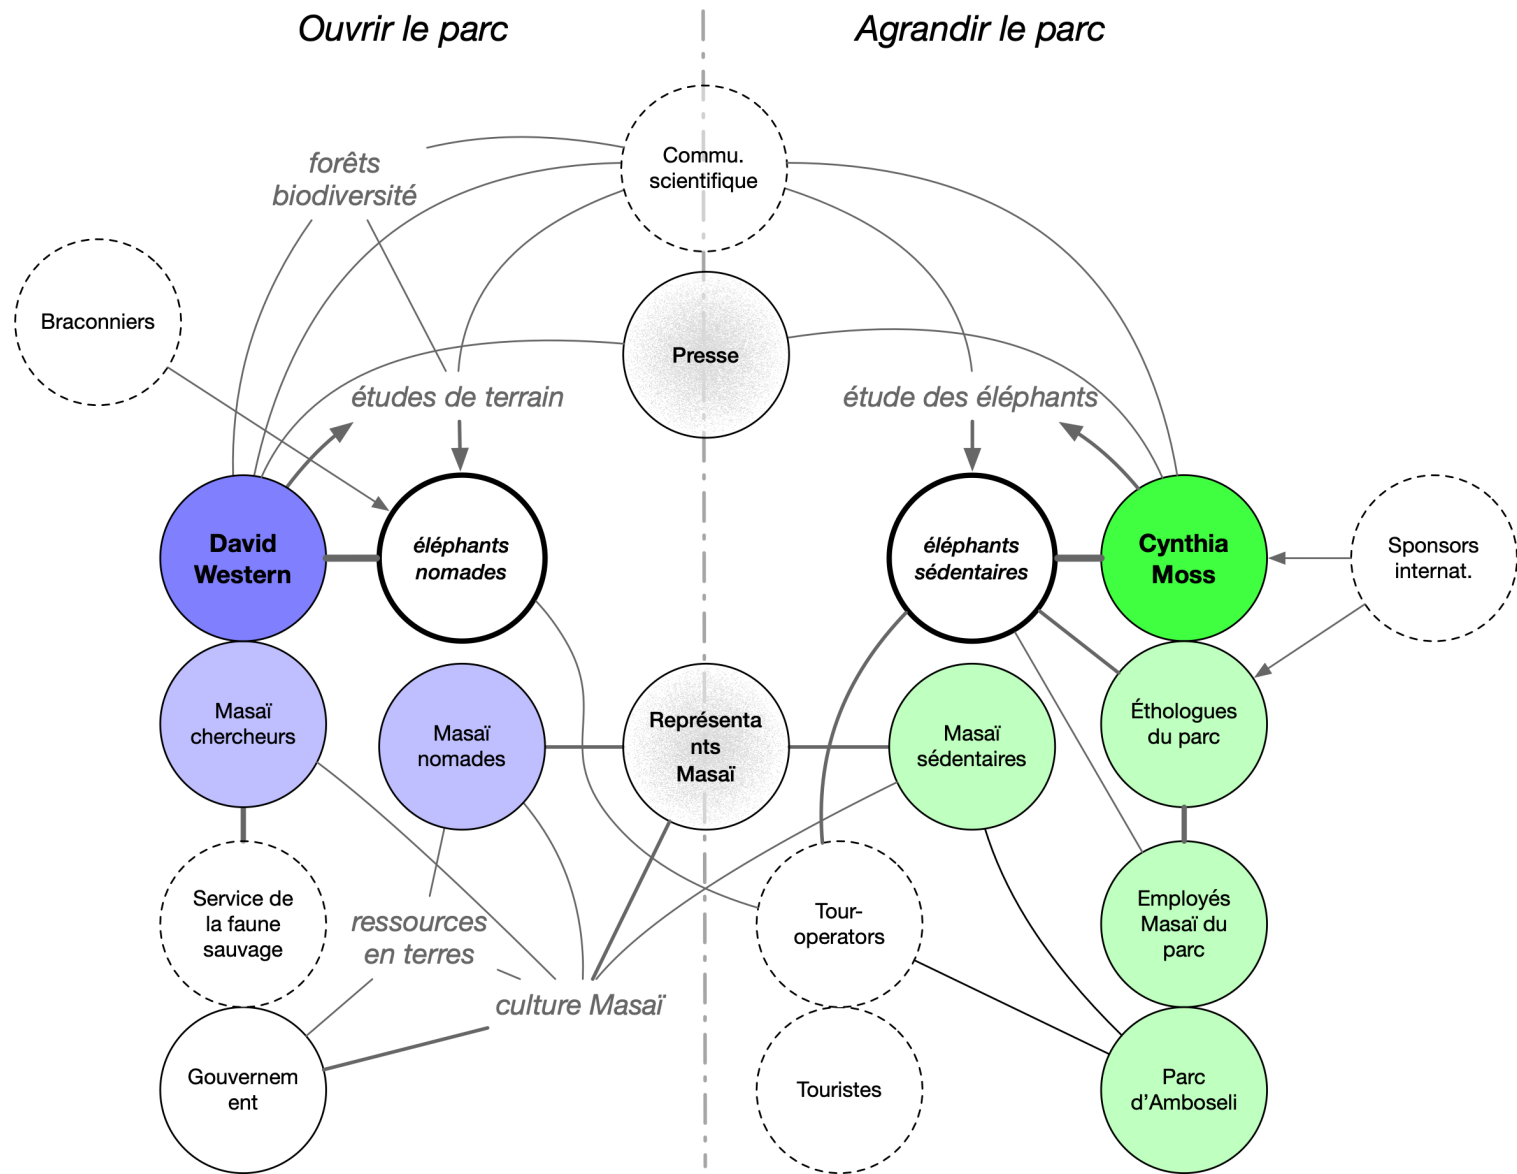 Ouvrir le parc
Agrandir le parc
Commu.
scientifique
forêts
biodiversité
Braconniers
Presse
études de terrain
étude des éléphants
David
Western
éléphants
nomades
éléphants
sédentaires
Cynthia
Moss
Sponsors
internat.
Masaï
chercheurs
Masaï
nomades
Représenta
nts
Masaï
Masaï
sédentaires
Éthologues
du parc
Service de
la faune
sauvage
ressources
en terres
Tour-
operators
Employés
Masaï du
parc
culture Masaï
Gouvernem
ent
Touristes
Parc
d'Amboseli